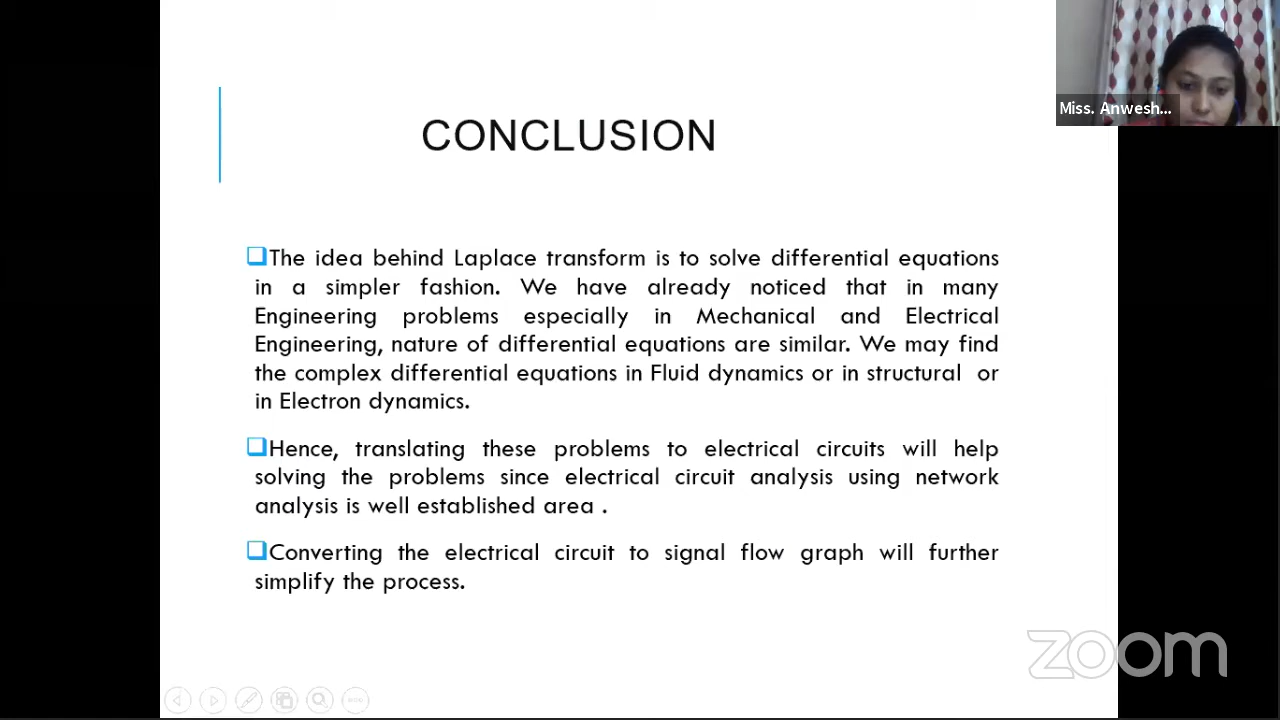 Miss. Anwesh...
CONCLUSION
The idea behind Laplace transform is to solve differential equations
in a simpler fashion. We have already noticed that in many
Engineering problems especially in Mechanical and Electrical
Engineering, nature of differential equations are similar. We may find
the complex differential equations in Fluid dynamics or in structural or
in Electron dynamics.
Hence, translating these problems to electrical circuits will help
solving the problems since electrical circuit analysis using network
analysis is well established area .
Converting the electrical circuit to signal flow graph will further
simplify the process.
zoom